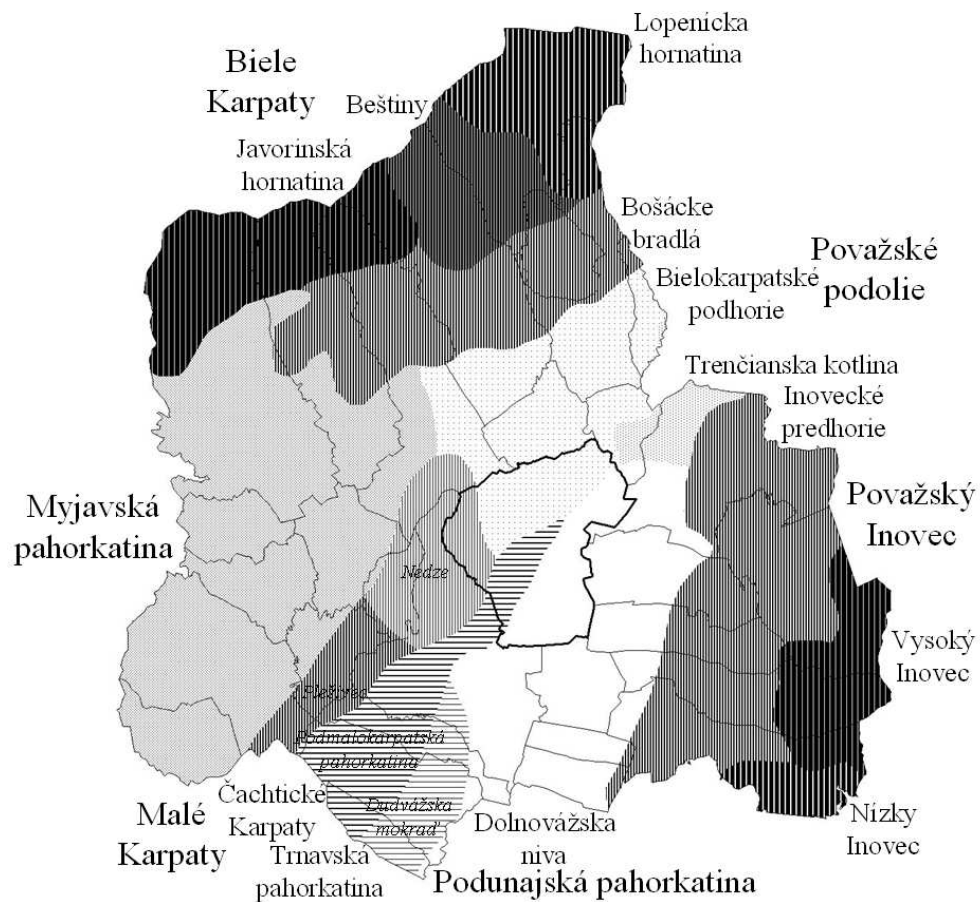 Lopenícka
hornatina
Biele
Karpaty
Beštiny
Javorinská
hornatina
Bošácke
bradlá
Považské
podolie
Bielokarpatské
podhorie
Trenčianska kotlina
Inovecké
predhorie
Myjavská
pahorkatina
Považský
Inovec
Nedze
Vysoký
Inovec
Plešivec
Podmalokarpatská
pahorkatina
Dudvážska
mokraď
Malé
Karpaty
Čachtické
Karpaty
Trnavská
pahorkatina
Dolnovážska
niva
Nízky
Inovec
Podunajská pahorkatina